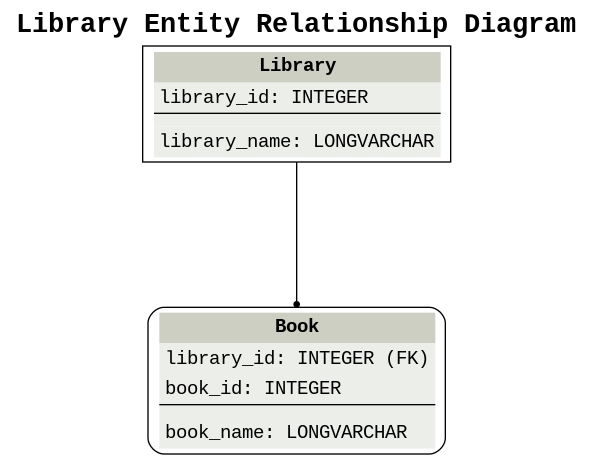 Library Entity Relationship Diagram
Library
library_id: INTEGER
library_name: LONGVARCHAR
Book
library_id: INTEGER (FK)
book_id: INTEGER
book_name: LONGVARCHAR